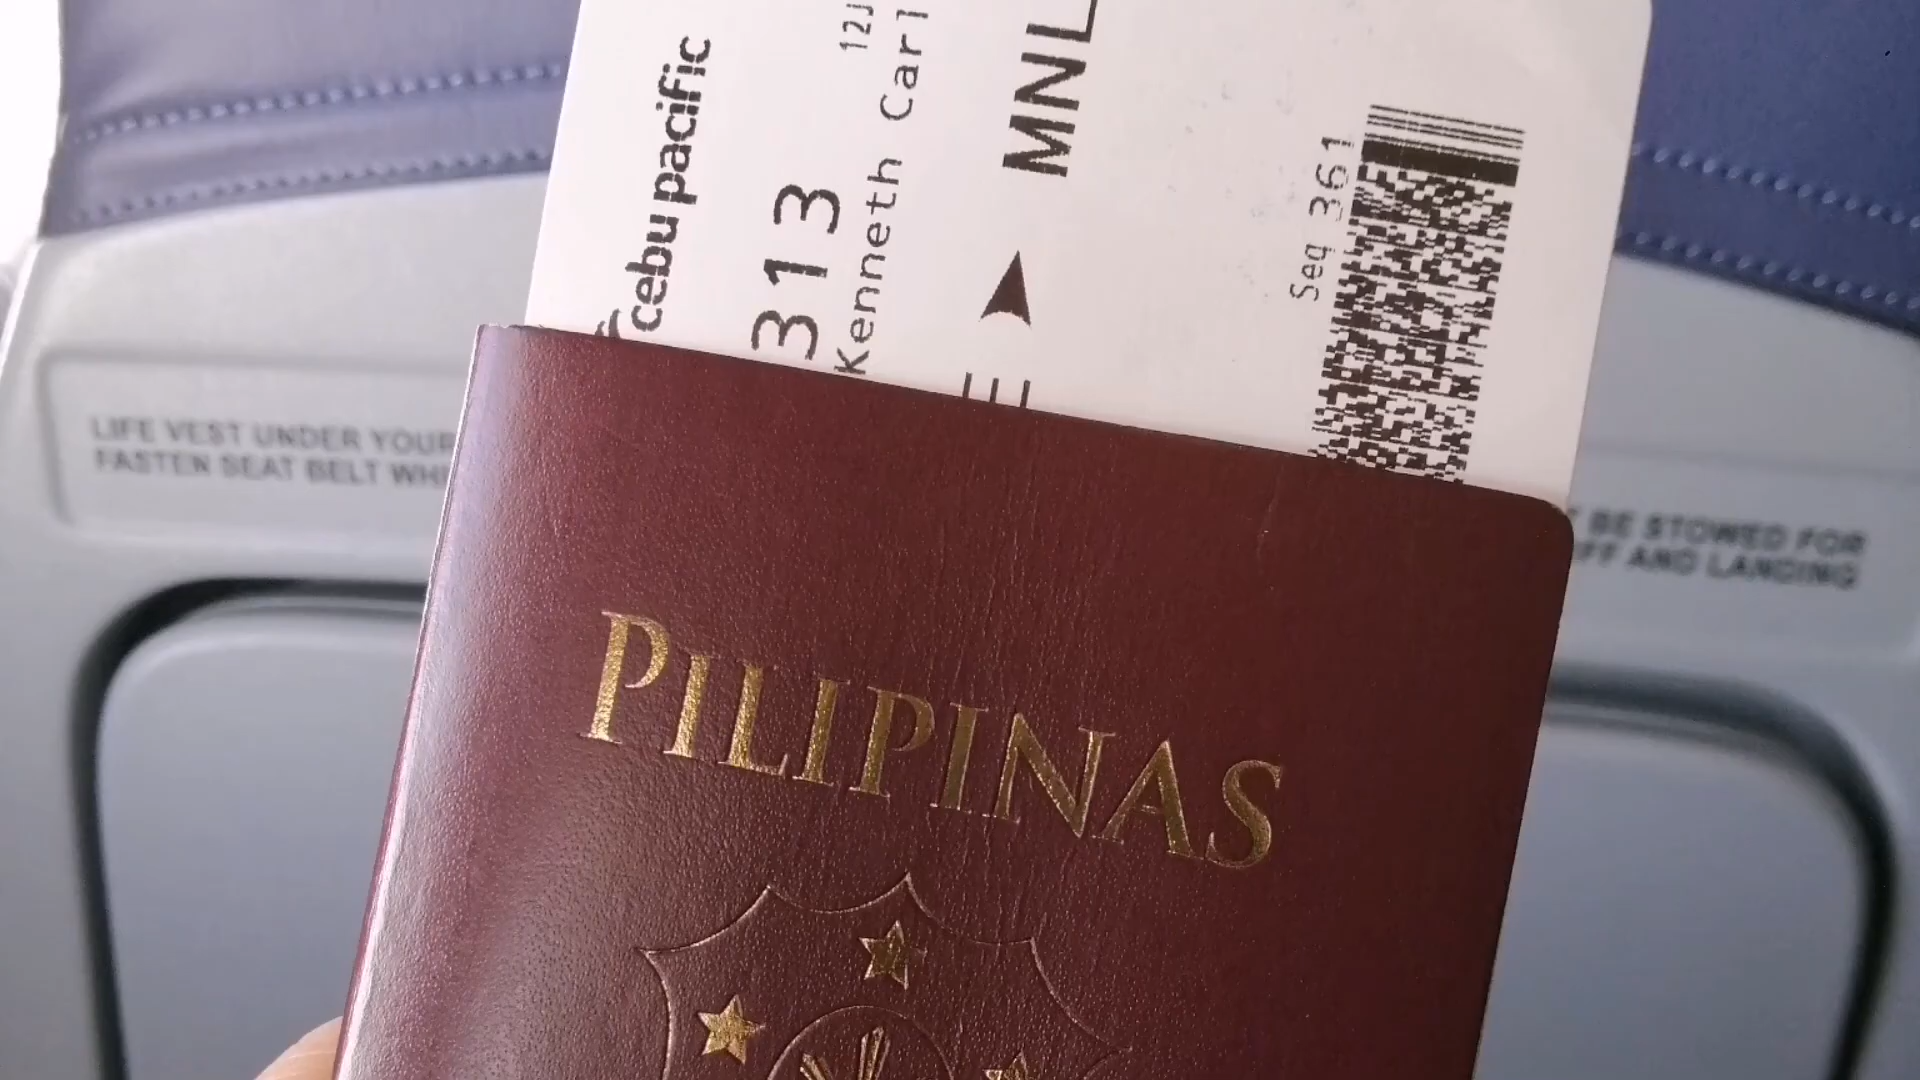 cebu pacific
12J
313
Kenneth Carl
E ➤ MNL
Seq 361
LIFE VEST UNDER YOUR
FASTEN SEAT BELT WHI
BE STOWED FOR
FF AND LANDING
PILIPINAS